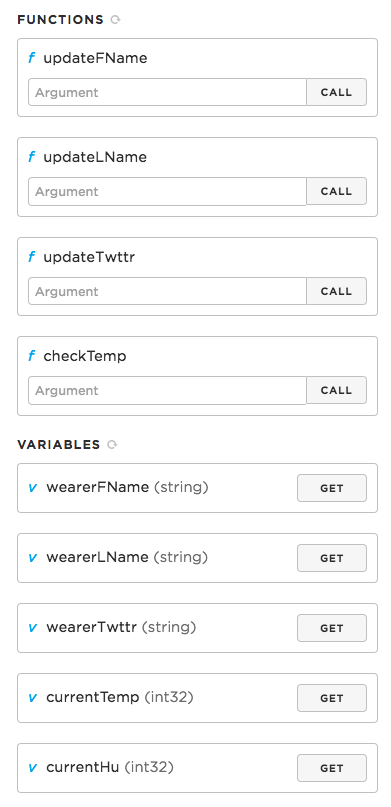 FUNCTIONS
f updateFName
Argument CALL
f updateLName
Argument CALL
f updateTwttr
Argument CALL
f checkTemp
Argument CALL
VARIABLES
v wearerFName (string) GET
v wearerLName (string) GET
v wearerTwttr (string) GET
v currentTemp (int32) GET
v currentHu (int32) GET